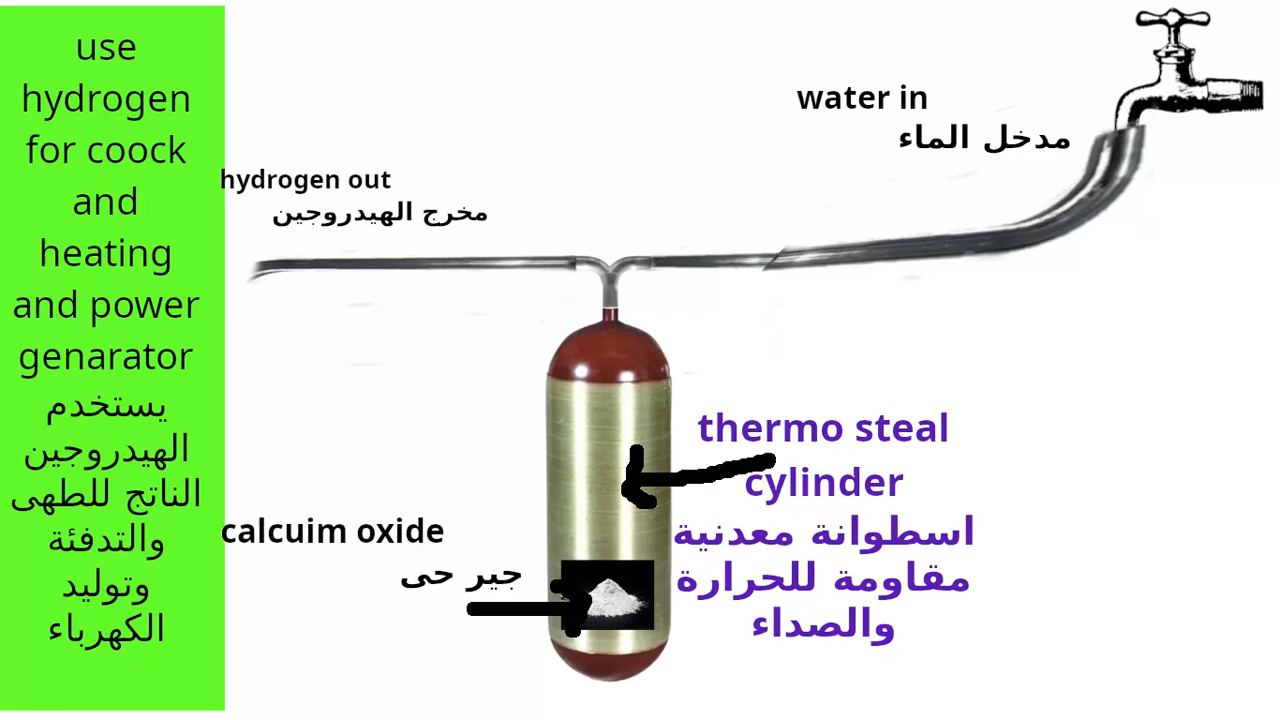 use
hydrogen
for coock
and
heating
and power
genarator
يستخدم
الهيدروجين
الناتج للطهى
والتدفئة
وتوليد
الكهرباء
water in
مدخل الماء
hydrogen out
مخرج الهيدروجين
thermo steal
cylinder
اسطوانة معدنية
مقاومة للحرارة
والصداء
calcuim oxide
جير حى